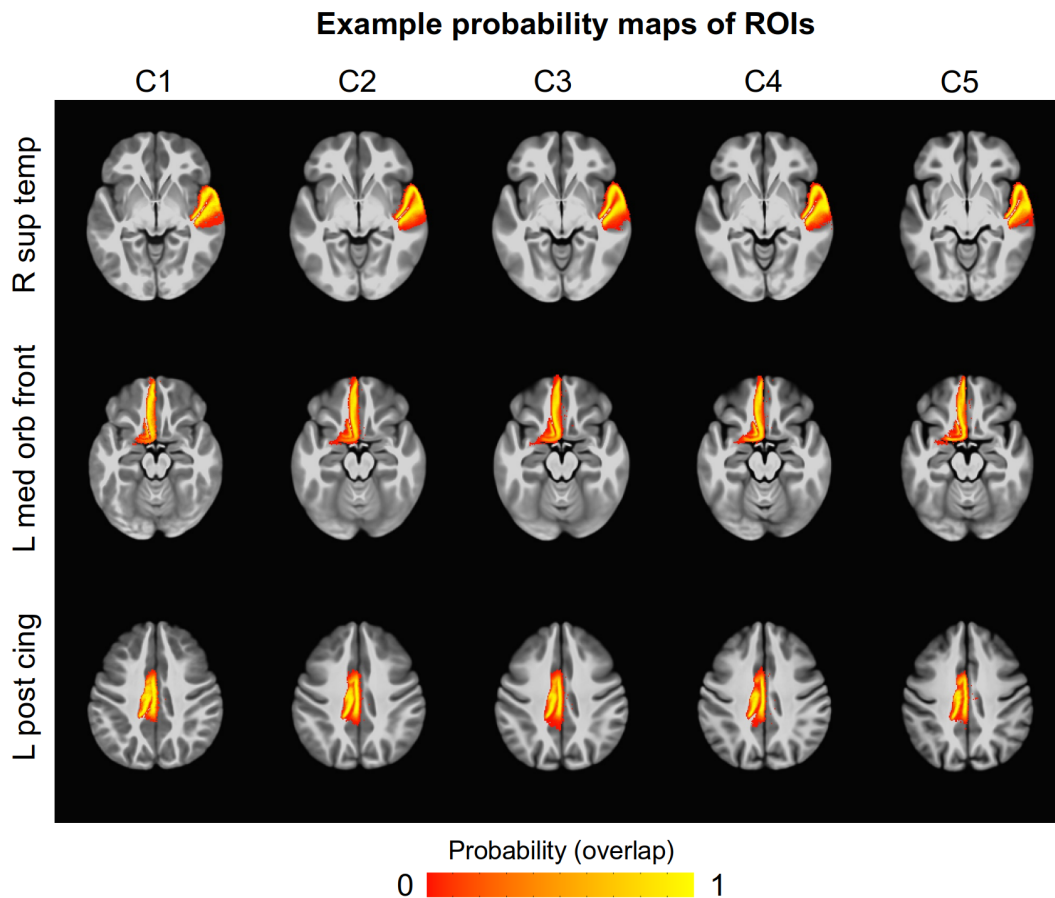 Example probability maps of ROIs
C1 C2 C3 C4 C5
R sup temp
L med orb front
L post cing
Probability (overlap)
0 1